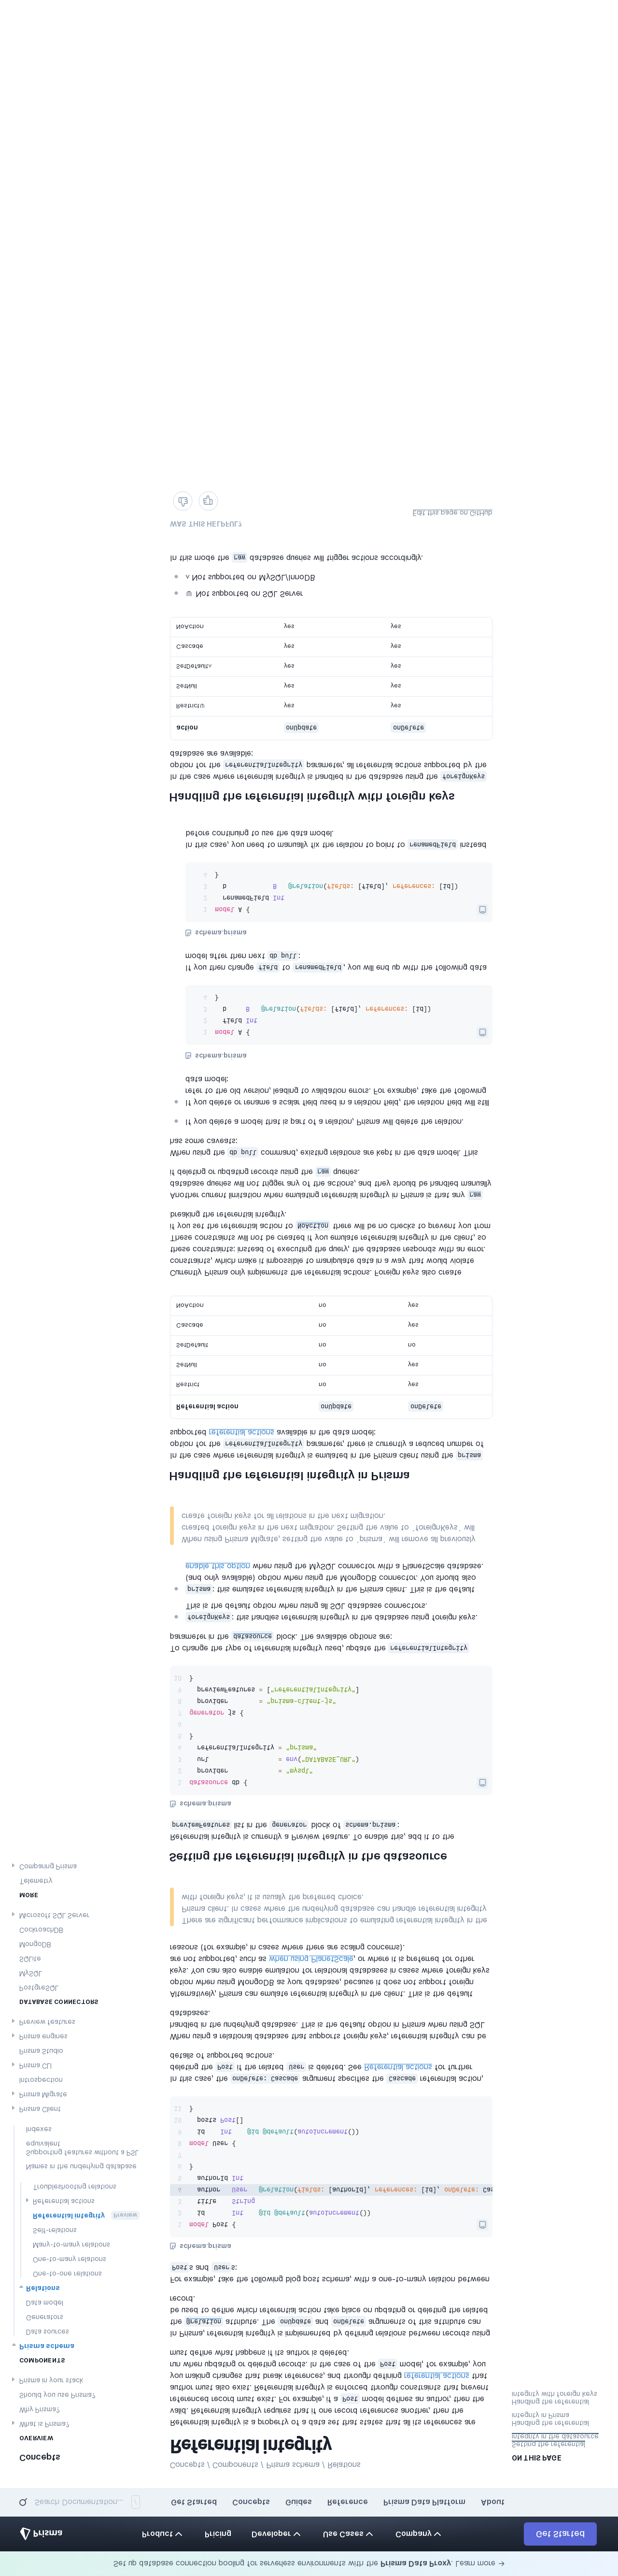 Set up database connection pooling for serverless environments with the Prisma Data Proxy. Learn more →
Prisma
Product
Pricing
Developer
Use Cases
Company
Get Started
Search Documentation...
/
Get Started
Concepts
Guides
Reference
Prisma Data Platform
About
Concepts
OVERVIEW
What is Prisma?
Why Prisma?
Should you use Prisma?
Prisma in your stack
COMPONENTS
Prisma schema
Data sources
Generators
Data model
Relations
One-to-one relations
One-to-many relations
Many-to-many relations
Self-relations
Referential integrity Preview
Referential actions
Troubleshooting relations
Names in the underlying database
Supporting features without a PSL
equivalent
Indexes
Prisma Client
Prisma Migrate
Introspection
Prisma CLI
Prisma Studio
Prisma engines
Preview features
DATABASE CONNECTORS
PostgreSQL
MySQL
SQLite
MongoDB
CockroachDB
Microsoft SQL Server
MORE
Telemetry
Comparing Prisma
Concepts / Components / Prisma schema / Relations
Referential integrity
Referential integrity is a property of a data set that states that all its references are
valid. Referential integrity requires that if one record references another, then the
referenced record must exist. For example, if a Post model defines an author, then the
author must also exist. Referential integrity is enforced through constraints that prevent
you making changes that break references, and through defining referential actions that
run when updating or deleting records. In the case of the Post model, for example, you
must define what happens if its author is deleted.
In Prisma, referential integrity is implemented by defining relations between records using
the @relation attribute. The onUpdate and onDelete arguments of this attribute can
be used to define which referential action take place on updating or deleting the related
record.
For example, take the following blog post schema, with a one-to-many relation between
Post s and User s:
schema.prisma
1 model Post {
2 id Int @id @default(autoincrement())
3 title String
4 author User @relation(fields: [authorId], references: [id], onDelete: Cas
5 authorId Int
6 }
7
8 model User {
9 id Int @id @default(autoincrement())
10 posts Post[]
11 }
In this case, the onDelete: Cascade argument specifies the Cascade referential action,
deleting the Post if the related User is deleted. See Referential actions for further
details of supported actions.
When using a relational database that supports foreign keys, referential integrity can be
handled in the underlying database. This is the default option in Prisma when using SQL
databases.
Alternatively, Prisma can emulate referential integrity in the client. This is the default
option when using MongoDB as your database, because it does not support foreign
keys. You can also enable emulation for relational databases in cases where foreign keys
are not supported, such as when using PlanetScale, or where it is preferred for other
reasons (for example, in cases where there are scaling concerns).
There are significant performance implications to emulating referential integrity in the
Prisma client. In cases where the underlying database can handle referential integrity
with foreign keys, it is usually the preferred choice.
Setting the referential integrity in the datasource
Referential integrity is currently a Preview feature. To enable this, add it to the
previewFeatures list in the generator block of schema.prisma :
schema.prisma
1 datasource db {
2 provider = "mysql"
3 url = env("DATABASE_URL")
4 referentialIntegrity = "prisma"
5 }
6
7 generator js {
8 provider = "prisma-client-js"
9 previewFeatures = ["referentialIntegrity"]
10 }
To change the type of referential integrity used, update the referentialIntegrity
parameter in the datasource block. The available options are:
foreignKeys : this handles referential integrity in the database using foreign keys.
This is the default option when using all SQL database connectors.
prisma : this emulates referential integrity in the Prisma client. This is the default
(and only available) option when using the MongoDB connector. You should also
enable this option when using the MySQL connector with a PlanetScale database.
When using Prisma Migrate, setting the value to `prisma` will remove all previously
created foreign keys in the next migration. Setting the value to `foreignKeys` will
create foreign keys for all relations in the next migration.
Handling the referential integrity in Prisma
In the case where referential integrity is emulated in the Prisma client using the prisma
option for the referentialIntegrity parameter, there is currently a reduced number of
supported referential actions available in the data model:
Referential action onUpdate onDelete
Restrict no yes
SetNull no yes
SetDefault no no
Cascade no yes
NoAction no yes
Currently Prisma only implements the referential actions. Foreign keys also create
constraints, which make it impossible to manipulate data in a way that would violate
these constraints: instead of executing the query, the database responds with an error.
These constraints will not be created if you emulate referential integrity in the client, so
if you set the referential action to NoAction there will be no checks to prevent you from
breaking the referential integrity.
Another current limitation when emulating referential integrity in Prisma is that any raw
database queries will not trigger any of the actions, and they should be handled manually
if deleting or updating records using the raw queries.
When using the db pull command, existing relations are kept in the data model. This
has some caveats:
If you delete a model that is part of a relation, Prisma will delete the relation.
If you delete or rename a scalar field used in a relation field, the relation field will still
refer to the old version, leading to validation errors. For example, take the following
data model:
schema.prisma
1 model A {
2 field Int
3 b B @relation(fields: [field], references: [id])
4 }
If you then change field to renamedField , you will end up with the following data
model after then next db pull :
schema.prisma
1 model A {
2 renamedField Int
3 b B @relation(fields: [field], references: [id])
4 }
In this case, you need to manually fix the relation to point to renamedField instead
before continuing to use the data model.
Handling the referential integrity with foreign keys
In the case where referential integrity is handled in the database using the foreignKeys
option for the referentialIntegrity parameter, all referential actions supported by the
database are available:
action onUpdate onDelete
Restrict yes yes
SetNull yes yes
SetDefault^ yes yes
Cascade yes yes
NoAction yes yes
Not supported on SQL Server
^ Not supported on MySQL/InnoDB
In this mode the raw database queries will trigger actions accordingly.
WAS THIS HELPFUL?
Edit this page on GitHub
ON THIS PAGE
Setting the referential
integrity in the datasource
Handling the referential
integrity in Prisma
Handling the referential
integrity with foreign keys